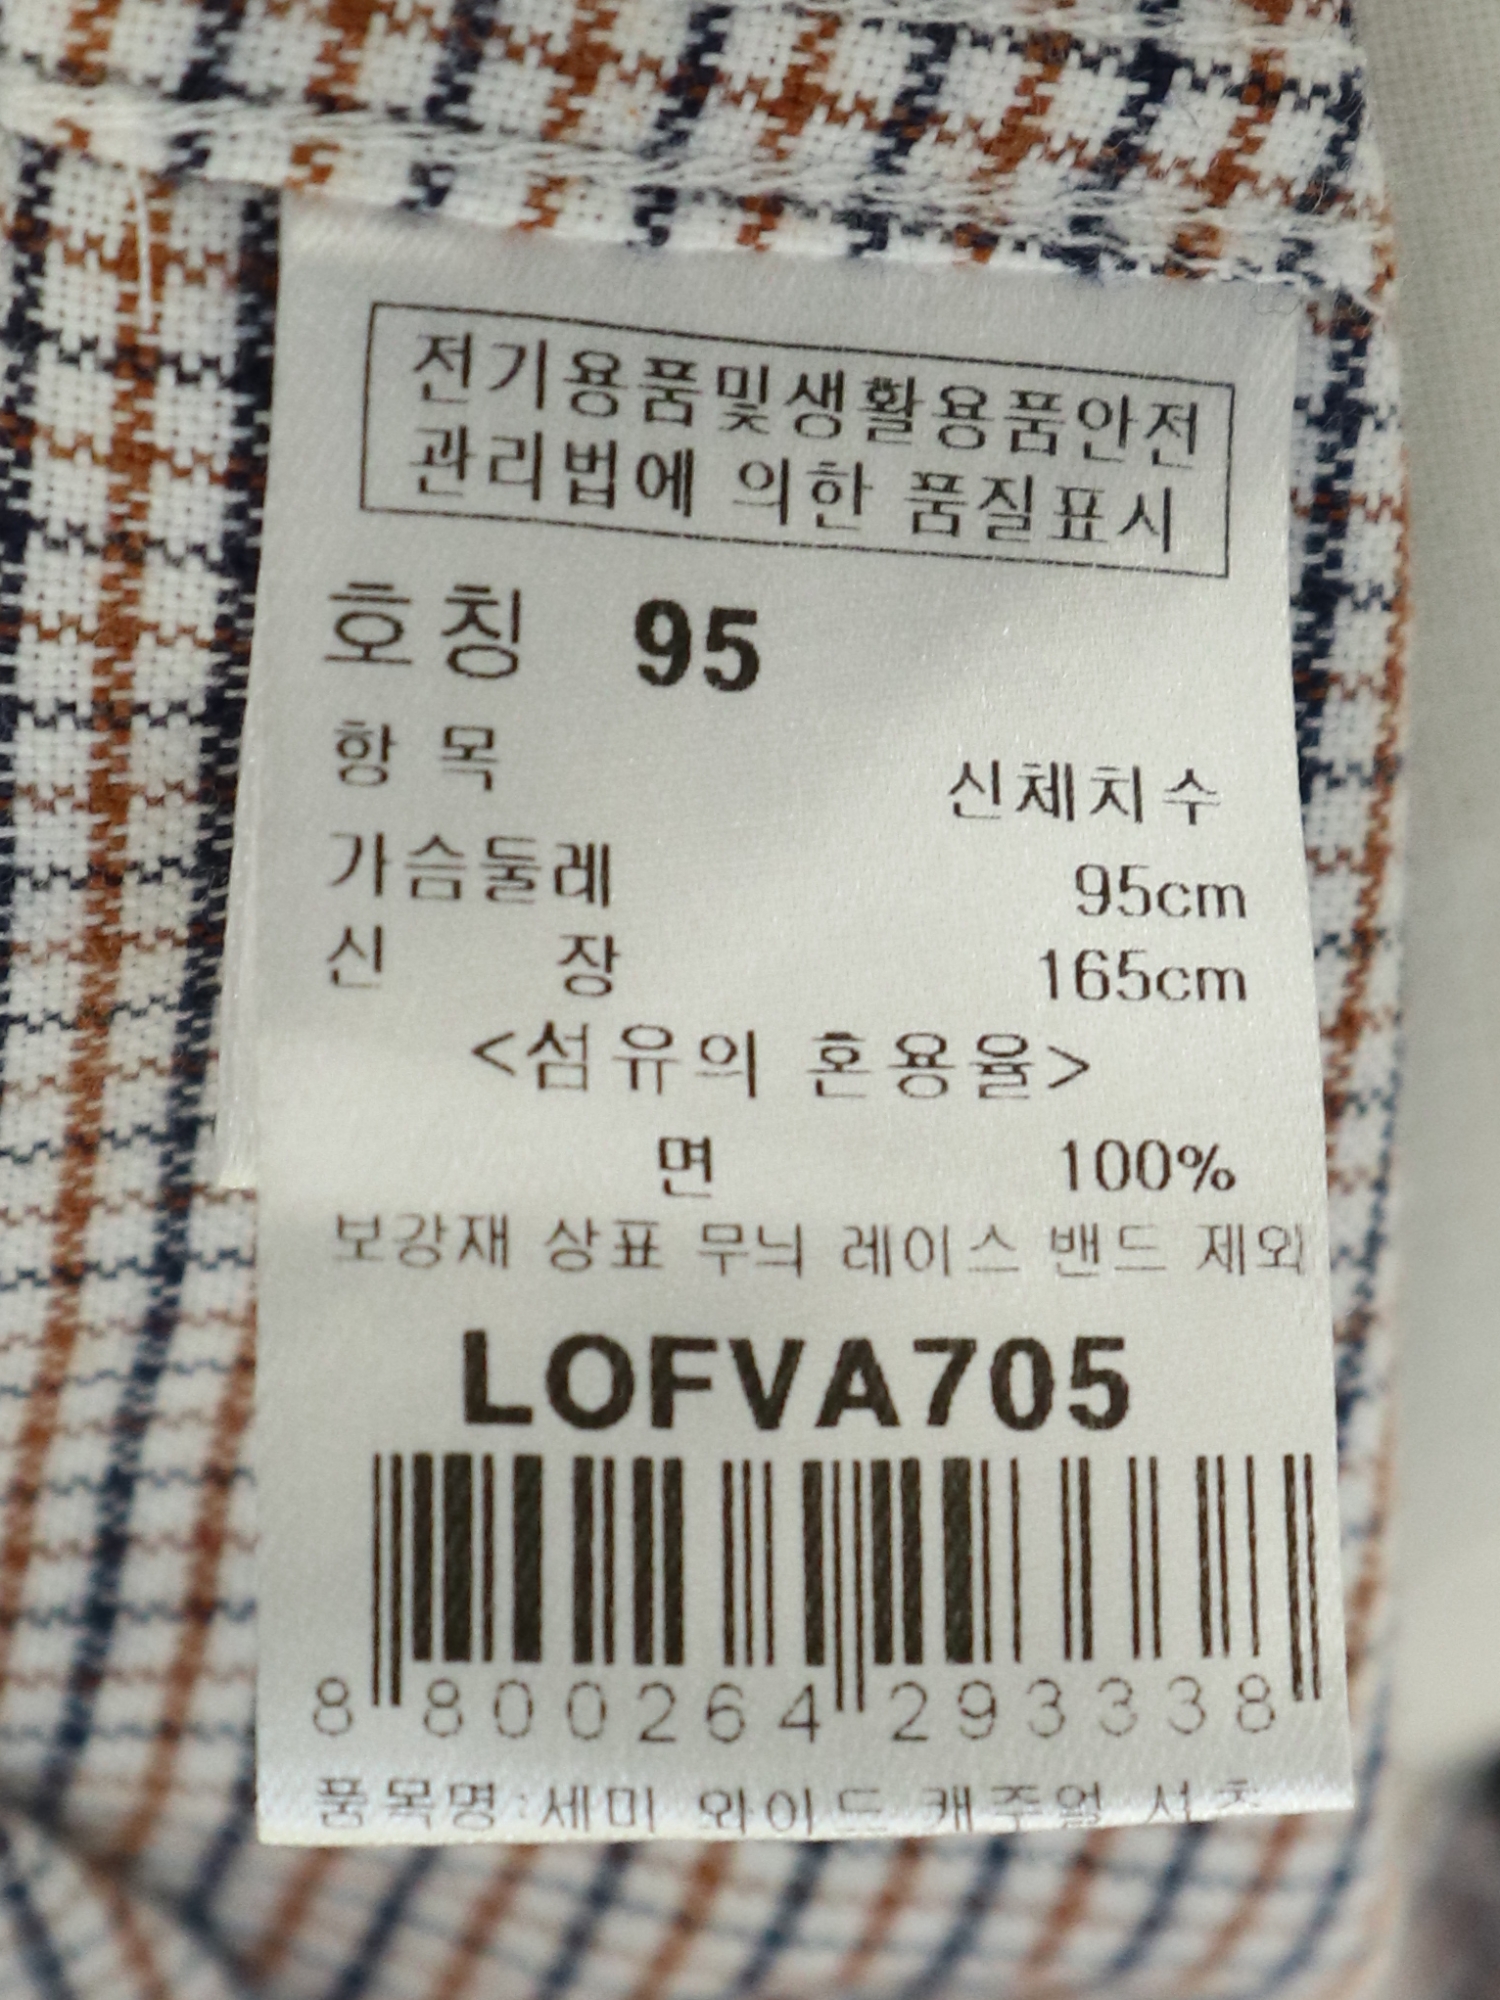 전기용품및생활용품안전
관리법에 의한 품질표시
호칭 95
항목 신체치수
가슴둘레 95cm
신장 165cm
<섬유의 혼용율>
면 100%
보강재 상표 무늬 레이스 밴드 제외
LOFVA705
8 800264 293338
품목명:세미 와이드 캐주얼 셔츠